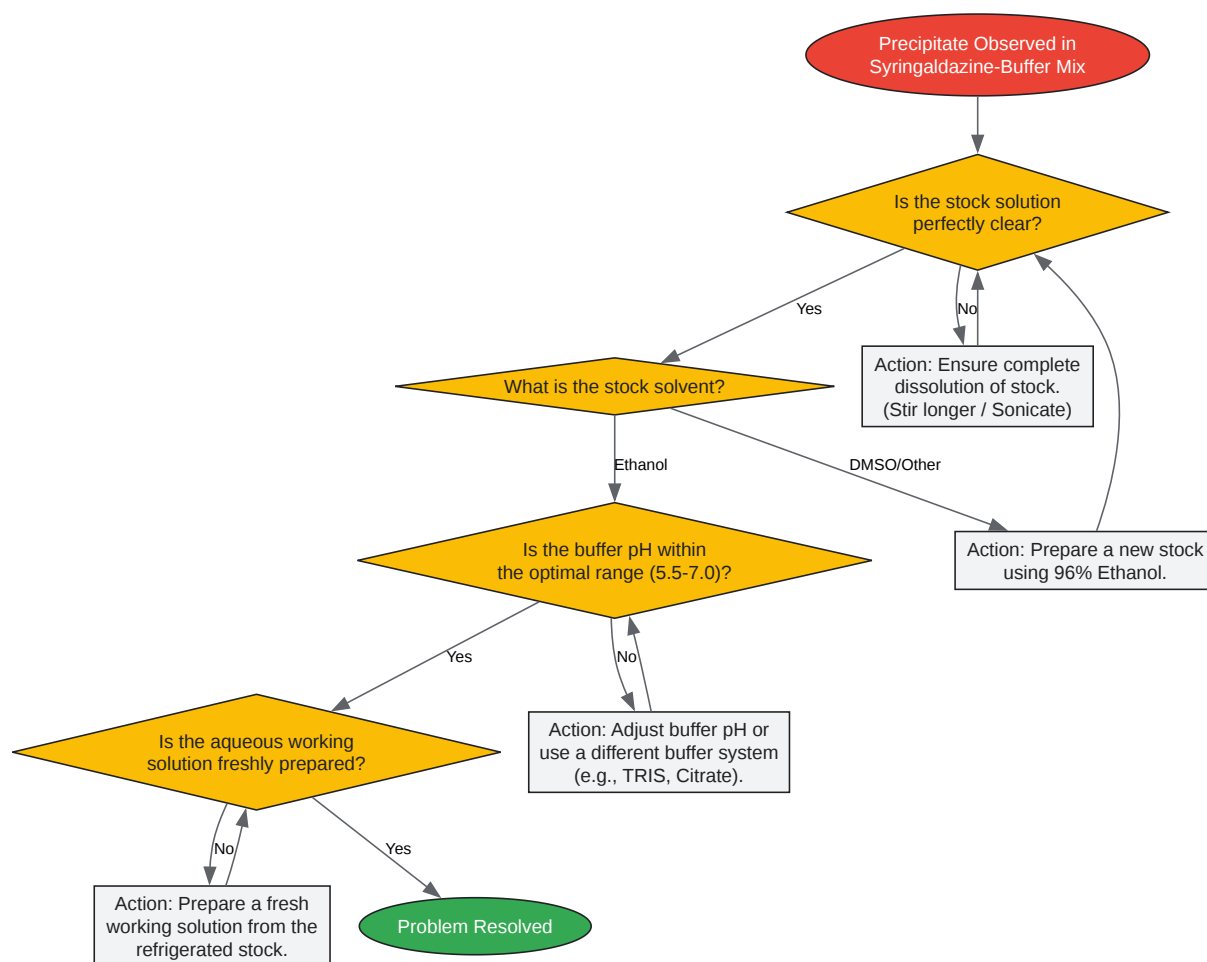 Precipitate Observed in
Syringaldazine-Buffer Mix
Is the stock solution
perfectly clear?
Yes
No
What is the stock solvent?
Action: Ensure complete
dissolution of stock.
(Stir longer / Sonicate)
Ethanol
DMSO/Other
Is the buffer pH within
the optimal range (5.5-7.0)?
Action: Prepare a new stock
using 96% Ethanol.
Yes
No
Is the aqueous working
solution freshly prepared?
Action: Adjust buffer pH or
use a different buffer system
(e.g., TRIS, Citrate).
No
Yes
Action: Prepare a fresh
working solution from the
refrigerated stock.
Problem Resolved